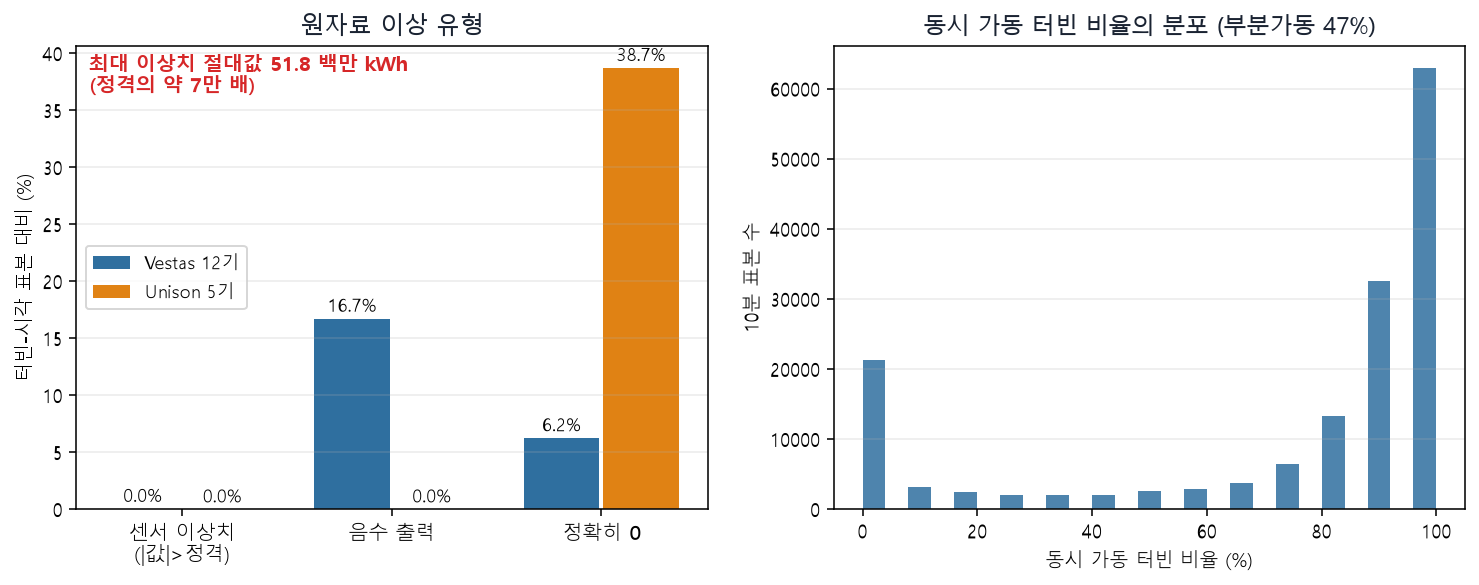 원자료 이상 유형
최대 이상치 절대값 51.8 백만 kWh
(정격의 약 7만 배)
터빈-시각 표본 대비 (%)
40
35
30
25
20
15
10
5
0
Vestas 12기
Unison 5기
0.0%
0.0%
16.7%
0.0%
6.2%
38.7%
센서 이상치
(|값|>정격)
음수 출력
정확히 0
동시 가동 터빈 비율의 분포 (부분가동 47%)
10분 표본 수
60000
50000
40000
30000
20000
10000
0
0
20
40
60
80
100
동시 가동 터빈 비율 (%)